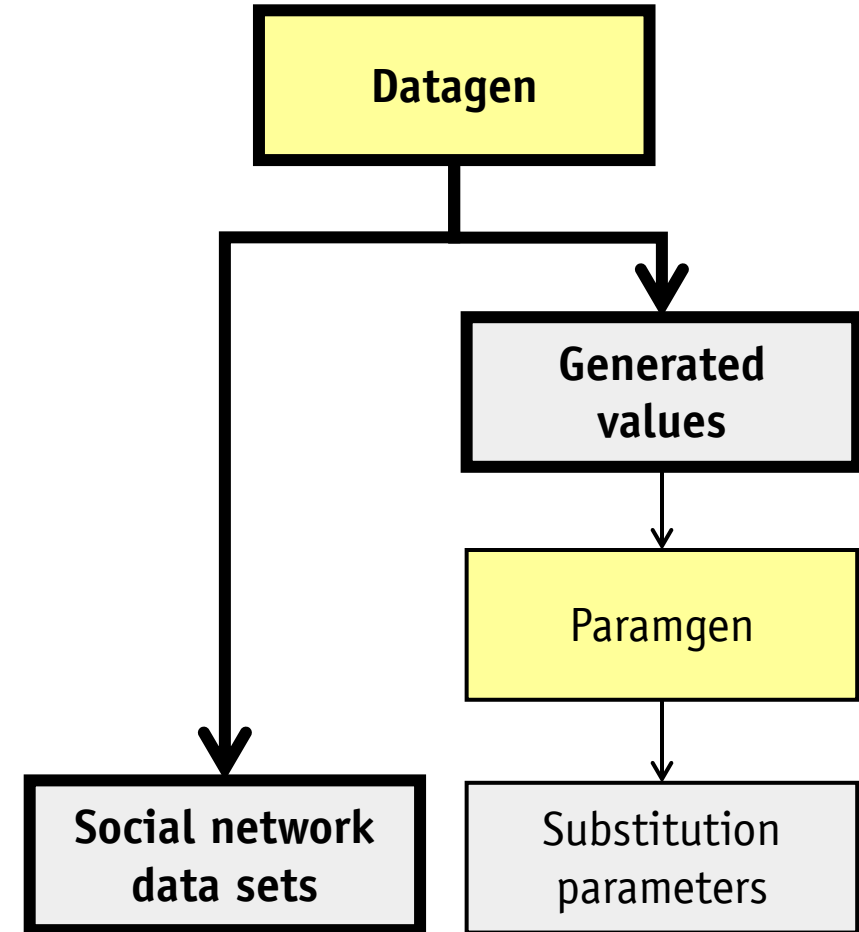 Datagen
Generated
values
Paramgen
Social network
data sets
Substitution
parameters